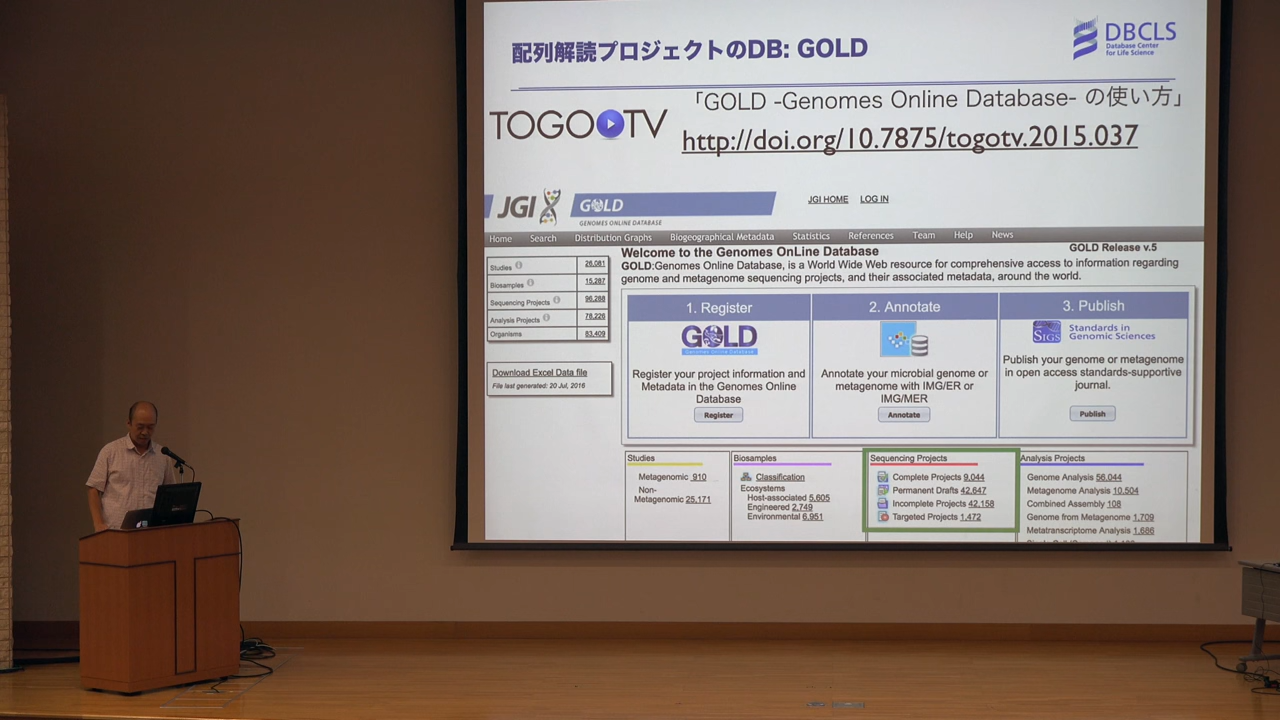 配列解読プロジェクトのDB: GOLD
DBCLS
Database Center
for Life Science
「GOLD -Genomes Online Database- の使い方」
TOGO TV
http://doi.org/10.7875/togotv.2015.037
JGI
GOLD
GENOMES ONLINE DATABASE
JGI HOME LOG IN
Home Search Distribution Graphs Biogeographical Metadata Statistics References Team Help News
Studies 26,081
Biosamples 15,287
Sequencing Projects 96,288
Analysis Projects 78,226
Organisms 83,409
Download Excel Data file
File last generated: 20 Jul, 2016
Welcome to the Genomes OnLine Database
GOLD Release v.5
GOLD:Genomes Online Database, is a World Wide Web resource for comprehensive access to information regarding
genome and metagenome sequencing projects, and their associated metadata, around the world.
1. Register
GOLD
Genomes Online Database
Register your project information and
Metadata in the Genomes Online
Database
Register
2. Annotate
Annotate your microbial genome or
metagenome with IMG/ER or
IMG/MER
Annotate
3. Publish
SIGS
Standards in
Genomic Sciences
Publish your genome or metagenome
in open access standards-supportive
journal.
Publish
Studies
Metagenomic 910
Non-
Metagenomic 25,171
Biosamples
Classification
Ecosystems
Host-associated 5,605
Engineered 2,749
Environmental 6,951
Sequencing Projects
Complete Projects 9,044
Permanent Drafts 42,647
Incomplete Projects 42,158
Targeted Projects 1,472
Analysis Projects
Genome Analysis 56,044
Metagenome Analysis 10,504
Combined Assembly 108
Genome from Metagenome 1,709
Metatranscriptome Analysis 1,686